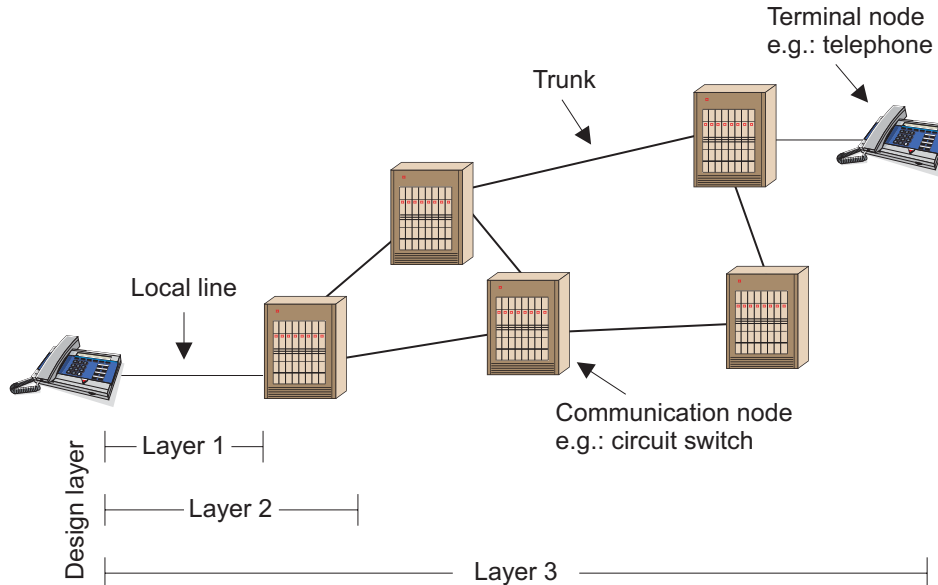 Terminal node
e.g.: telephone
Trunk
Local line
Communication node
e.g.: circuit switch
Design layer
Layer 1
Layer 2
Layer 3